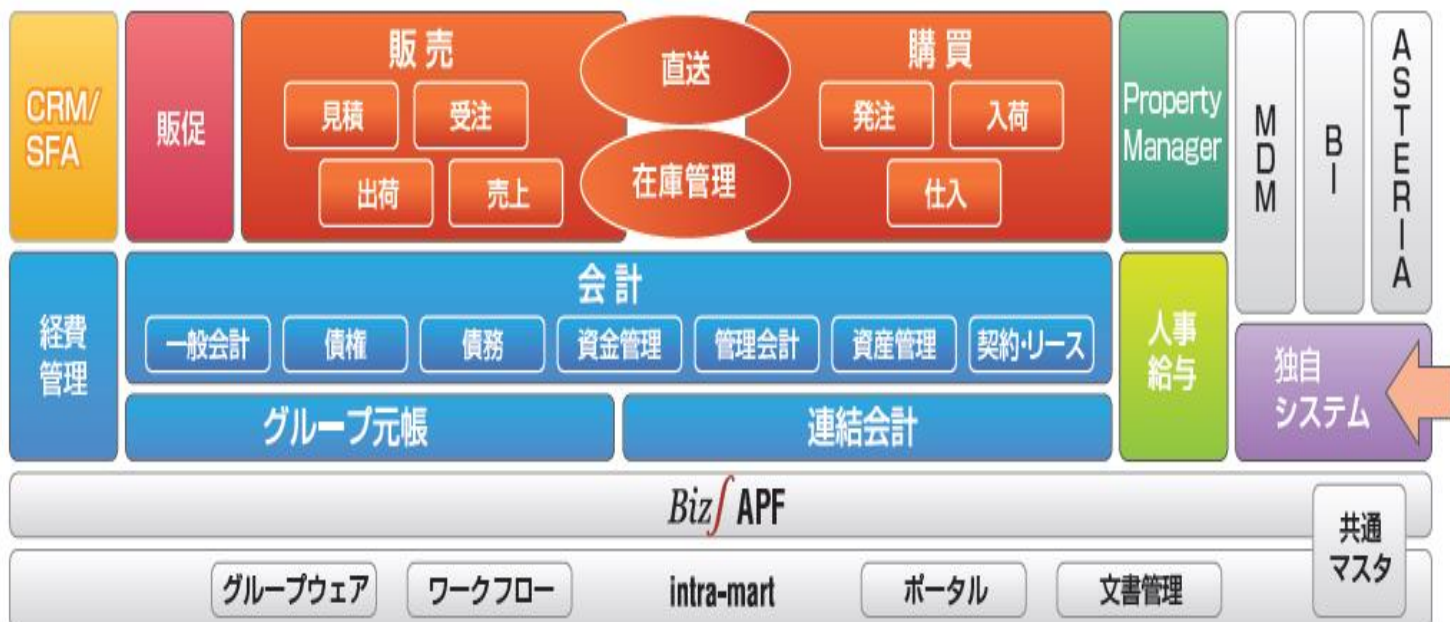 CRM/
SFA
販促
販売
見積
受注
出荷
売上
直送
在庫管理
購買
発注
入荷
仕入
Property
Manager
MDM
BI
ASTERIA
経費
管理
会計
一般会計
債権
債務
資金管理
管理会計
資産管理
契約・リース
グループ元帳
連結会計
人事
給与
独自
システム
Biz∫ APF
共通
マスタ
グループウェア
ワークフロー
intra-mart
ポータル
文書管理